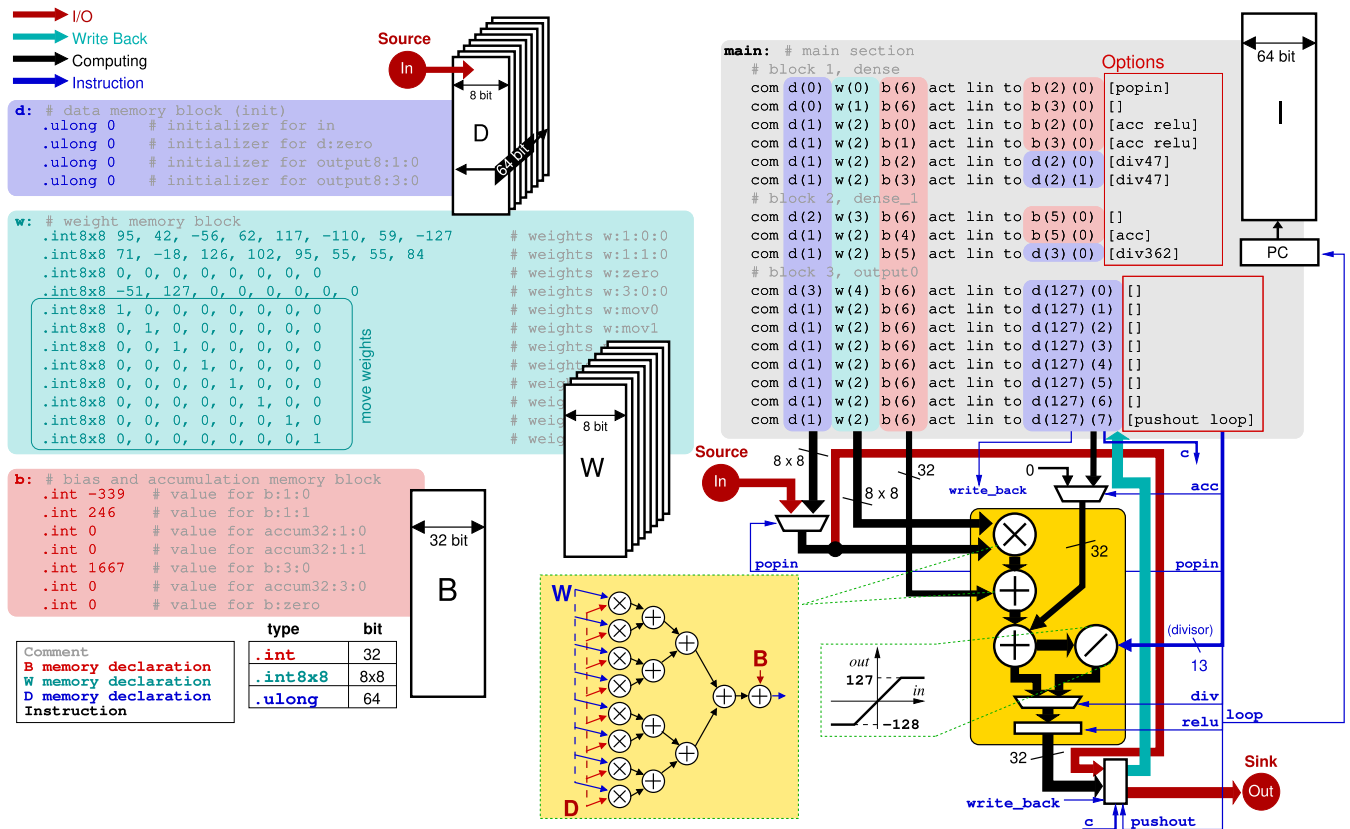 I/O
Write Back
Computing
Instruction
Source
In
8 bit
D
64 bit
d: # data memory block (init)
.ulong 0 # initializer for in
.ulong 0 # initializer for d:zero
.ulong 0 # initializer for output8:1:0
.ulong 0 # initializer for output8:3:0
w: # weight memory block
.int8x8 95, 42, -56, 62, 117, -110, 59, -127 # weights w:1:0:0
.int8x8 71, -18, 126, 102, 95, 55, 55, 84 # weights w:1:1:0
.int8x8 0, 0, 0, 0, 0, 0, 0, 0 # weights w:zero
.int8x8 -51, 127, 0, 0, 0, 0, 0, 0 # weights w:3:0:0
.int8x8 1, 0, 0, 0, 0, 0, 0, 0 # weights w:mov0
.int8x8 0, 1, 0, 0, 0, 0, 0, 0 # weights w:mov1
.int8x8 0, 0, 1, 0, 0, 0, 0, 0 # weights
.int8x8 0, 0, 0, 1, 0, 0, 0, 0 #
.int8x8 0, 0, 0, 0, 1, 0, 0, 0 #
.int8x8 0, 0, 0, 0, 0, 1, 0, 0 #
.int8x8 0, 0, 0, 0, 0, 0, 1, 0 #
.int8x8 0, 0, 0, 0, 0, 0, 0, 1 #
move weights
8 bit
W
b: # bias and accumulation memory block
.int -339 # value for b:1:0
.int 246 # value for b:1:1
.int 0 # value for accum32:1:0
.int 0 # value for accum32:1:1
.int 1667 # value for b:3:0
.int 0 # value for accum32:3:0
.int 0 # value for b:zero
32 bit
B
Comment
B memory declaration
W memory declaration
D memory declaration
Instruction
type bit
.int 32
.int8x8 8x8
.ulong 64
main: # main section
# block 1, dense
Options
com d(0) w(0) b(6) act lin to b(2)(0) [popin]
com d(0) w(1) b(6) act lin to b(3)(0) []
com d(1) w(2) b(0) act lin to b(2)(0) [acc relu]
com d(1) w(2) b(1) act lin to b(3)(0) [acc relu]
com d(1) w(2) b(2) act lin to d(2)(0) [div47]
com d(1) w(2) b(3) act lin to d(2)(1) [div47]
# block 2, dense_1
com d(2) w(3) b(6) act lin to b(5)(0) []
com d(1) w(2) b(4) act lin to b(5)(0) [acc]
com d(1) w(2) b(5) act lin to d(3)(0) [div362]
# block 3, output0
com d(3) w(4) b(6) act lin to d(127)(0) []
com d(1) w(2) b(6) act lin to d(127)(1) []
com d(1) w(2) b(6) act lin to d(127)(2) []
com d(1) w(2) b(6) act lin to d(127)(3) []
com d(1) w(2) b(6) act lin to d(127)(4) []
com d(1) w(2) b(6) act lin to d(127)(5) []
com d(1) w(2) b(6) act lin to d(127)(6) []
com d(1) w(2) b(6) act lin to d(127)(7) [pushout loop]
64 bit
I
PC
Source
In
8 x 8
8 x 8
32
0
write_back
c
acc
32
popin
popin
(divisor)
13
div
relu
loop
32
write_back
c
pushout
Sink
Out
W
D
B
out
127
in
−128